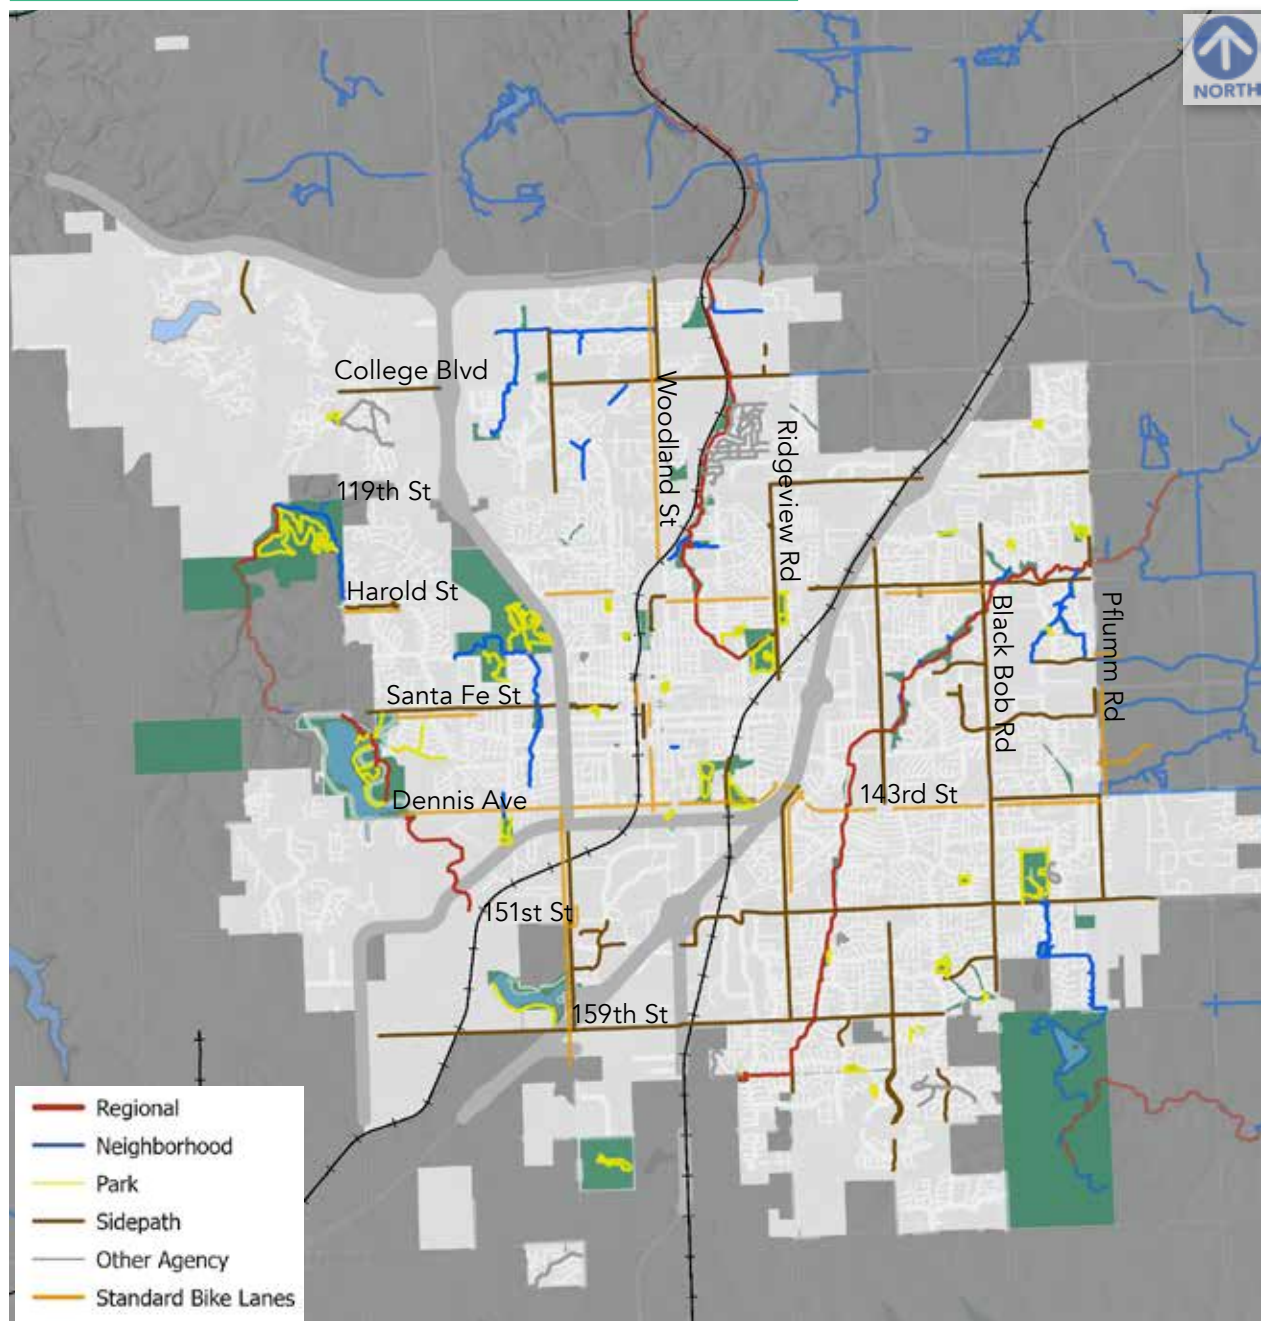 NORTH
College Blvd
Woodland St
Ridgeview Rd
119th St
Harold St
Black Bob Rd
Pflumm Rd
Santa Fe St
Dennis Ave
143rd St
151st St
159th St
Regional
Neighborhood
Park
Sidepath
Other Agency
Standard Bike Lanes